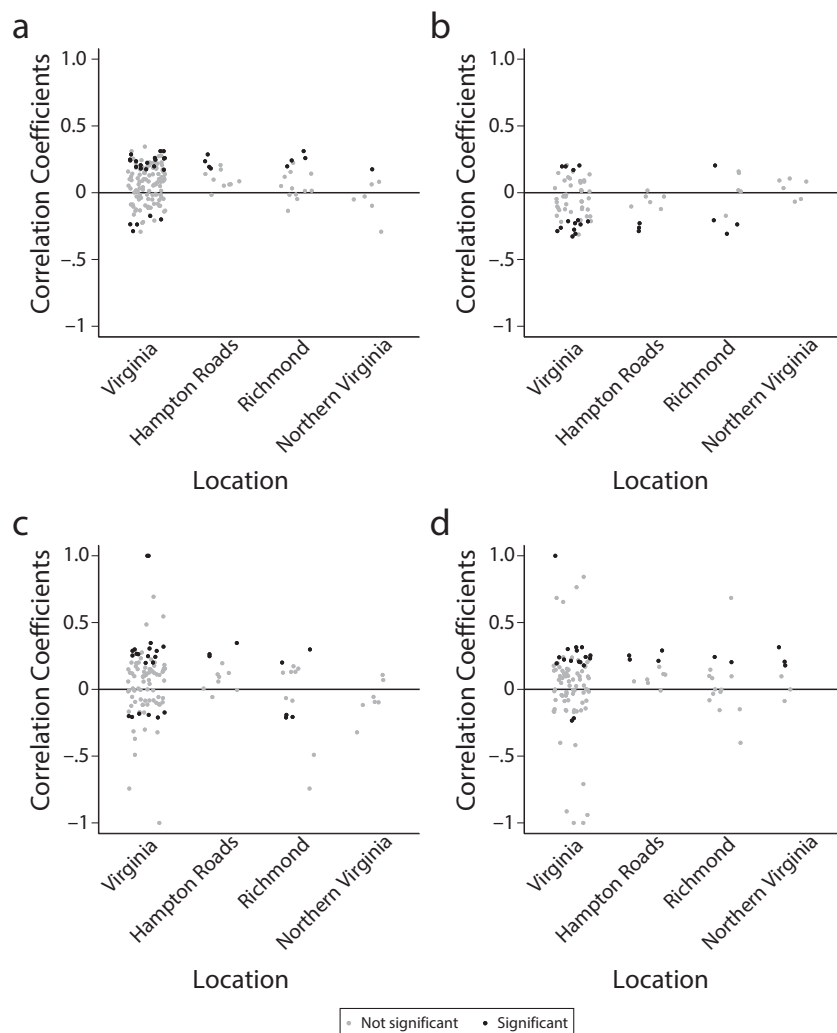 a
Correlation Coefficients
1.0
0.5
0
–.5
–1
Virginia
Hampton Roads
Richmond
Northern Virginia
Location
b
Correlation Coefficients
1.0
0.5
0
–.5
–1
Virginia
Hampton Roads
Richmond
Northern Virginia
Location
c
Correlation Coefficients
1.0
0.5
0
–.5
–1
Virginia
Hampton Roads
Richmond
Northern Virginia
Location
d
Correlation Coefficients
1.0
0.5
0
–.5
–1
Virginia
Hampton Roads
Richmond
Northern Virginia
Location
Not significant Significant